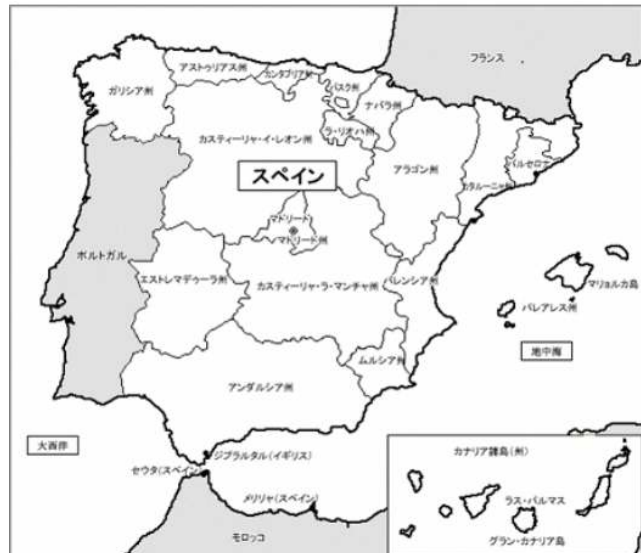 フランス
アストゥリアス州
カンタブリア州
バスク州
ガリシア州
ナバラ州
ラ・リオハ州
カスティーリャ・イ・レオン州
アラゴン州
バルセロナ
カタルーニャ州
スペイン
マドリード
マドリード州
ポルトガル
エストレマドゥーラ州
カスティーリャ・ラ・マンチャ州
バレンシア州
マリョルカ島
バレアレス州
地中海
ムルシア州
アンダルシア州
大西洋
ジブラルタル(イギリス)
セウタ(スペイン)
メリリャ(スペイン)
モロッコ
カナリア諸島(州)
ラス・パルマス
グラン・カナリア島